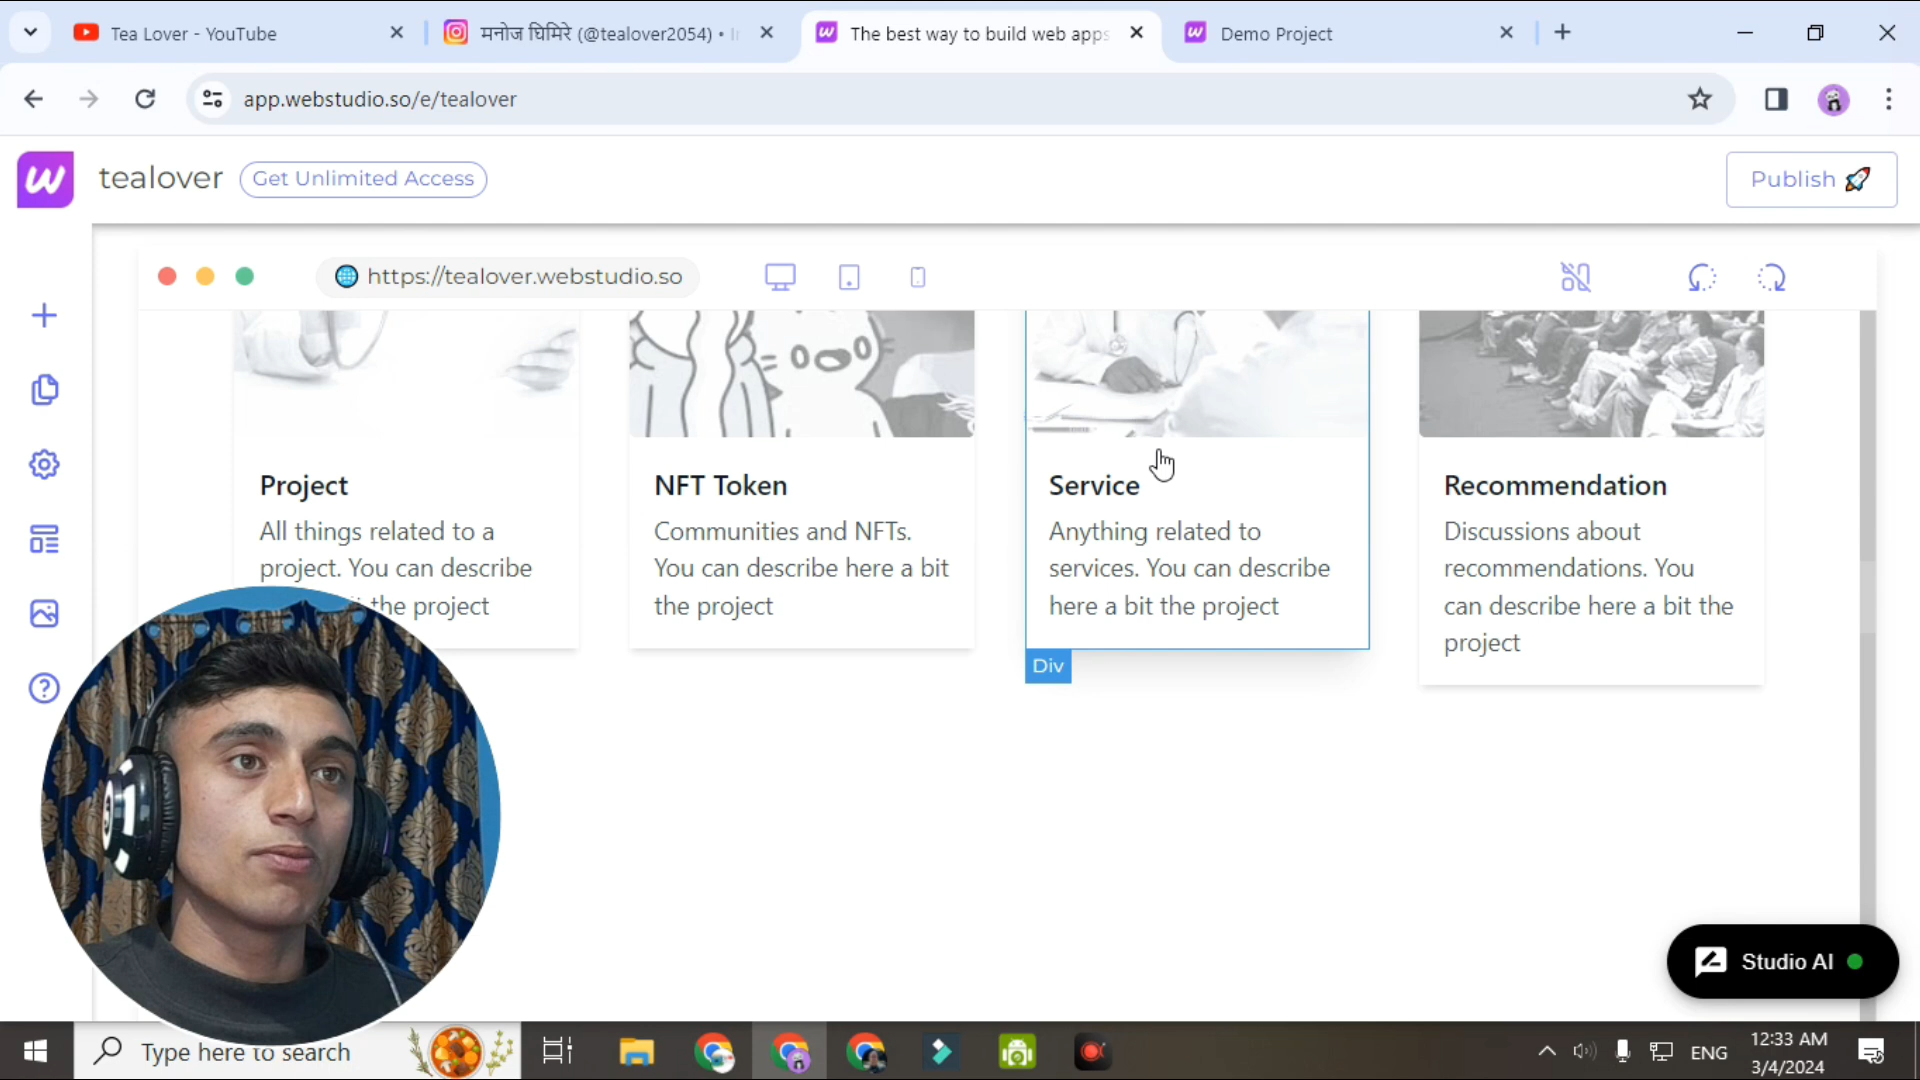 Tea Lover - YouTube
मनोज घिमिरे (@tealover2054) •
The best way to build web apps
Demo Project
app.webstudio.so/e/tealover
W tealover
Get Unlimited Access
Publish 🚀
https://tealover.webstudio.so
Project
All things related to a
project. You can describe
the project
NFT Token
Communities and NFTs.
You can describe here a bit
the project
Service
Anything related to
services. You can describe
here a bit the project
Div
Recommendation
Discussions about
recommendations. You
can describe here a bit the
project
Studio AI
Type here to search
ENG
12:33 AM
3/4/2024